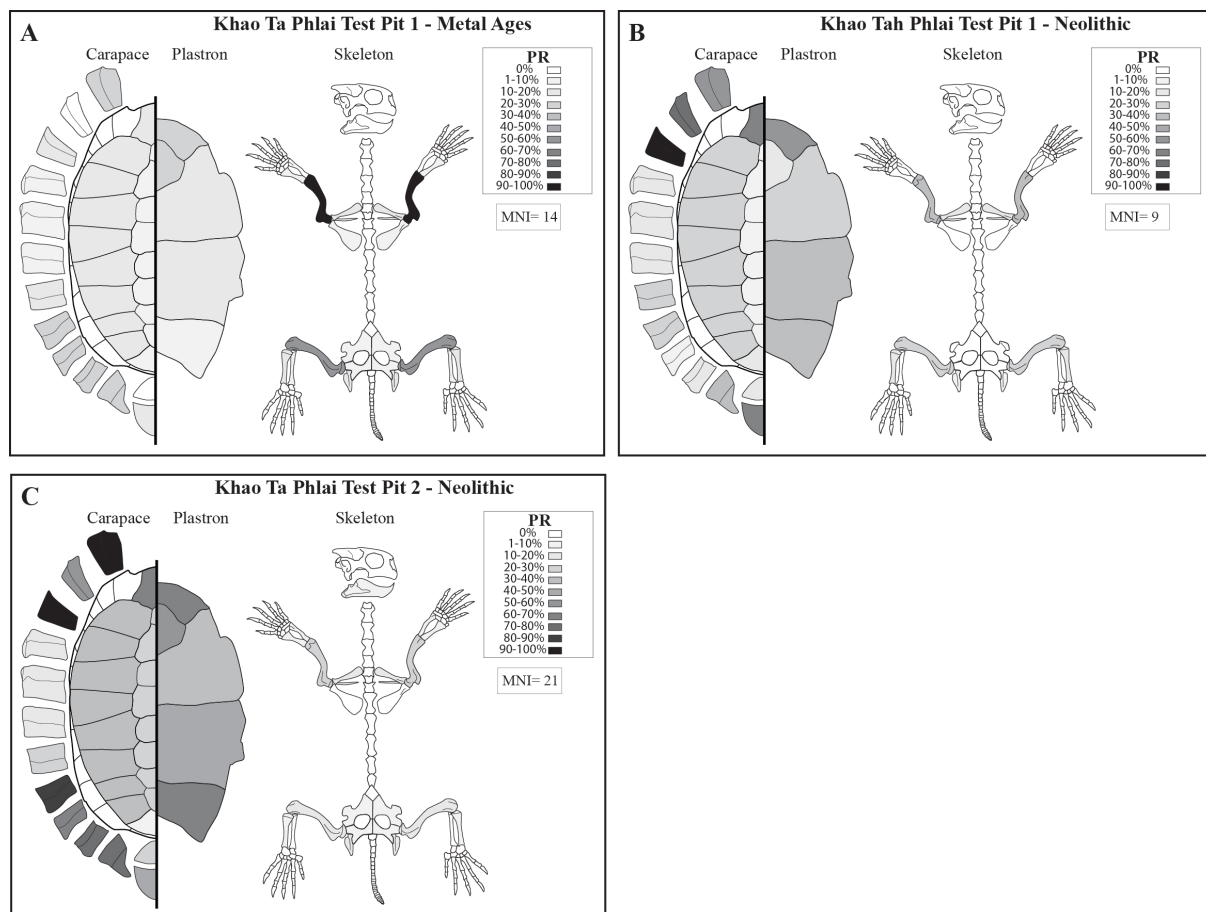 A
Khao Ta Phlai Test Pit 1 - Metal Ages
Carapace Plastron Skeleton
PR
0%
1-10%
10-20%
20-30%
30-40%
40-50%
50-60%
60-70%
70-80%
80-90%
90-100%
MNI= 14
B
Khao Tah Phlai Test Pit 1 - Neolithic
Carapace Plastron Skeleton
PR
0%
1-10%
10-20%
20-30%
30-40%
40-50%
50-60%
60-70%
70-80%
80-90%
90-100%
MNI= 9
C
Khao Ta Phlai Test Pit 2 - Neolithic
Carapace Plastron Skeleton
PR
0%
1-10%
10-20%
20-30%
30-40%
40-50%
50-60%
60-70%
70-80%
80-90%
90-100%
MNI= 21